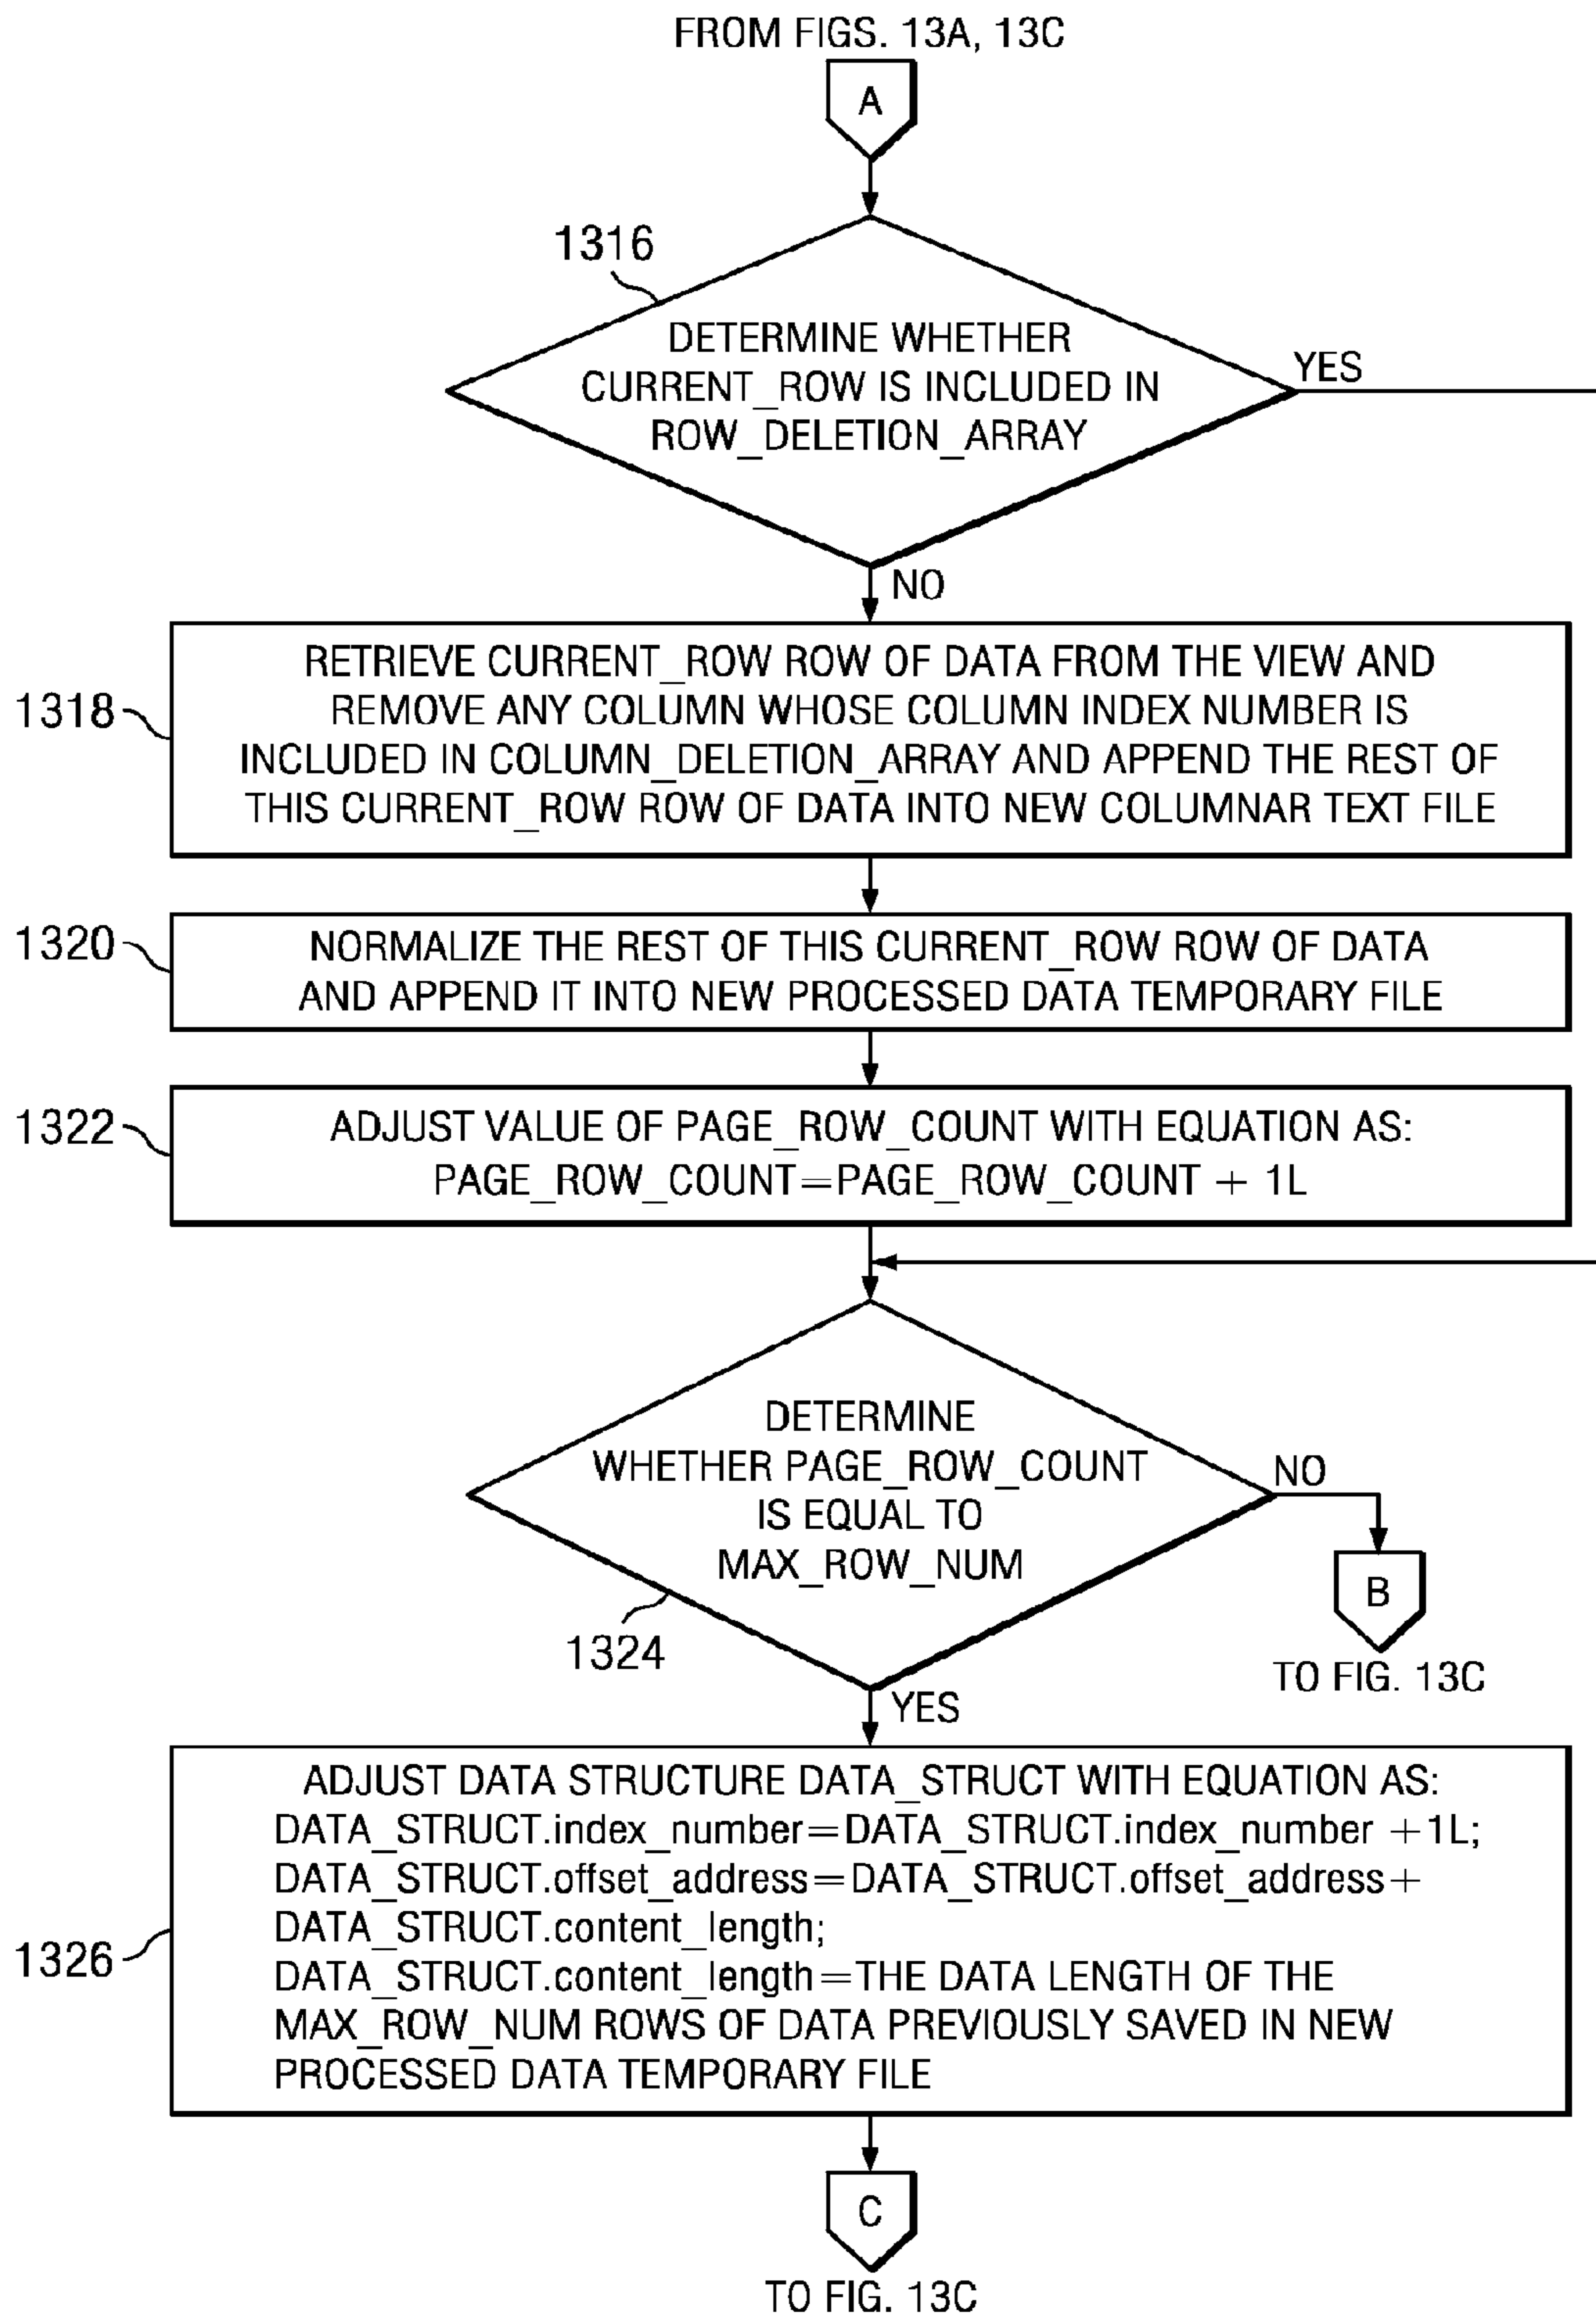 FROM FIGS. 13A, 13C
A
1316
DETERMINE WHETHER
CURRENT_ROW IS INCLUDED IN
ROW_DELETION_ARRAY
YES
NO
1318
RETRIEVE CURRENT_ROW ROW OF DATA FROM THE VIEW AND
REMOVE ANY COLUMN WHOSE COLUMN INDEX NUMBER IS
INCLUDED IN COLUMN_DELETION_ARRAY AND APPEND THE REST OF
THIS CURRENT_ROW ROW OF DATA INTO NEW COLUMNAR TEXT FILE
1320
NORMALIZE THE REST OF THIS CURRENT_ROW ROW OF DATA
AND APPEND IT INTO NEW PROCESSED DATA TEMPORARY FILE
1322
ADJUST VALUE OF PAGE_ROW_COUNT WITH EQUATION AS:
PAGE_ROW_COUNT=PAGE_ROW_COUNT + 1L
DETERMINE
WHETHER PAGE_ROW_COUNT
IS EQUAL TO
MAX_ROW_NUM
NO
B
TO FIG. 13C
1324
YES
1326
ADJUST DATA STRUCTURE DATA_STRUCT WITH EQUATION AS:
DATA_STRUCT.index_number=DATA_STRUCT.index_number +1L;
DATA_STRUCT.offset_address=DATA_STRUCT.offset_address+
DATA_STRUCT.content_length;
DATA_STRUCT.content_length=THE DATA LENGTH OF THE
MAX_ROW_NUM ROWS OF DATA PREVIOUSLY SAVED IN NEW
PROCESSED DATA TEMPORARY FILE
C
TO FIG. 13C